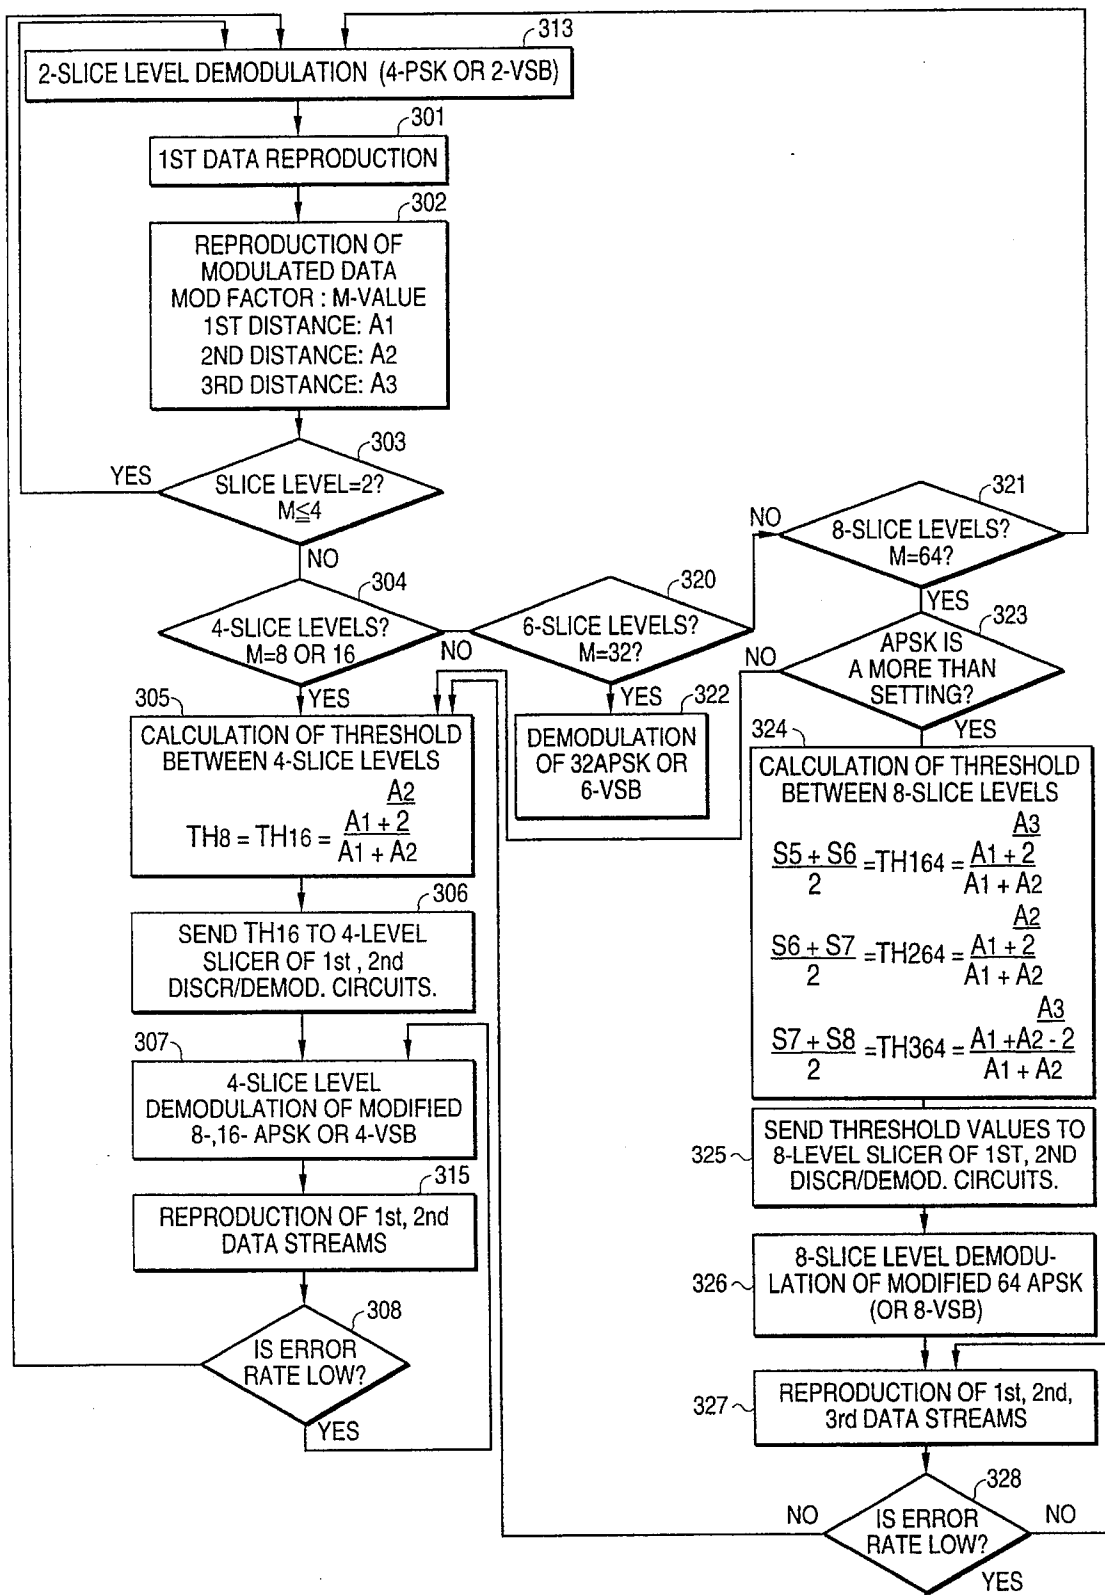 313
2-SLICE LEVEL DEMODULATION (4-PSK OR 2-VSB)
301
1ST DATA REPRODUCTION
302
REPRODUCTION OF
MODULATED DATA
MOD FACTOR : M-VALUE
1ST DISTANCE: A1
2ND DISTANCE: A2
3RD DISTANCE: A3
303
YES
SLICE LEVEL=2?
M≦4
NO
304
4-SLICE LEVELS?
M=8 OR 16
NO
YES
320
6-SLICE LEVELS?
M=32?
NO
YES
321
8-SLICE LEVELS?
M=64?
YES
322
DEMODULATION
OF 32APSK OR
6-VSB
323
APSK IS
A MORE THAN
SETTING?
NO
YES
305
CALCULATION OF THRESHOLD
BETWEEN 4-SLICE LEVELS
A2
TH8 = TH16 = A1 + 2
A1 + A2
306
SEND TH16 TO 4-LEVEL
SLICER OF 1st , 2nd
DISCR/DEMOD. CIRCUITS.
307
4-SLICE LEVEL
DEMODULATION OF MODIFIED
8-,16- APSK OR 4-VSB
315
REPRODUCTION OF 1st, 2nd
DATA STREAMS
308
IS ERROR
RATE LOW?
YES
324
CALCULATION OF THRESHOLD
BETWEEN 8-SLICE LEVELS
A3
S5 + S6 =TH164 = A1 + 2
2 A1 + A2
A2
S6 + S7 =TH264 = A1 + 2
2 A1 + A2
A3
S7 + S8 =TH364 = A1 +A2 - 2
2 A1 + A2
325
SEND THRESHOLD VALUES TO
8-LEVEL SLICER OF 1ST, 2ND
DISCR/DEMOD. CIRCUITS.
326
8-SLICE LEVEL DEMODU-
LATION OF MODIFIED 64 APSK
(OR 8-VSB)
327
REPRODUCTION OF 1st, 2nd,
3rd DATA STREAMS
328
NO
IS ERROR
RATE LOW?
NO
YES